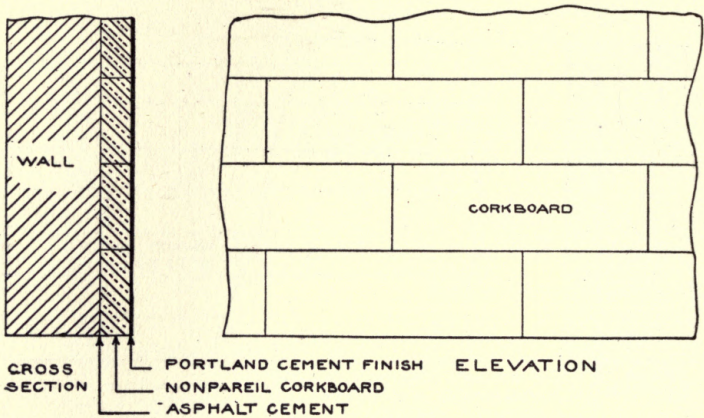 WALL
CORKBOARD
CROSS
SECTION
PORTLAND CEMENT FINISH
ELEVATION
NONPAREIL CORKBOARD
ASPHALT CEMENT